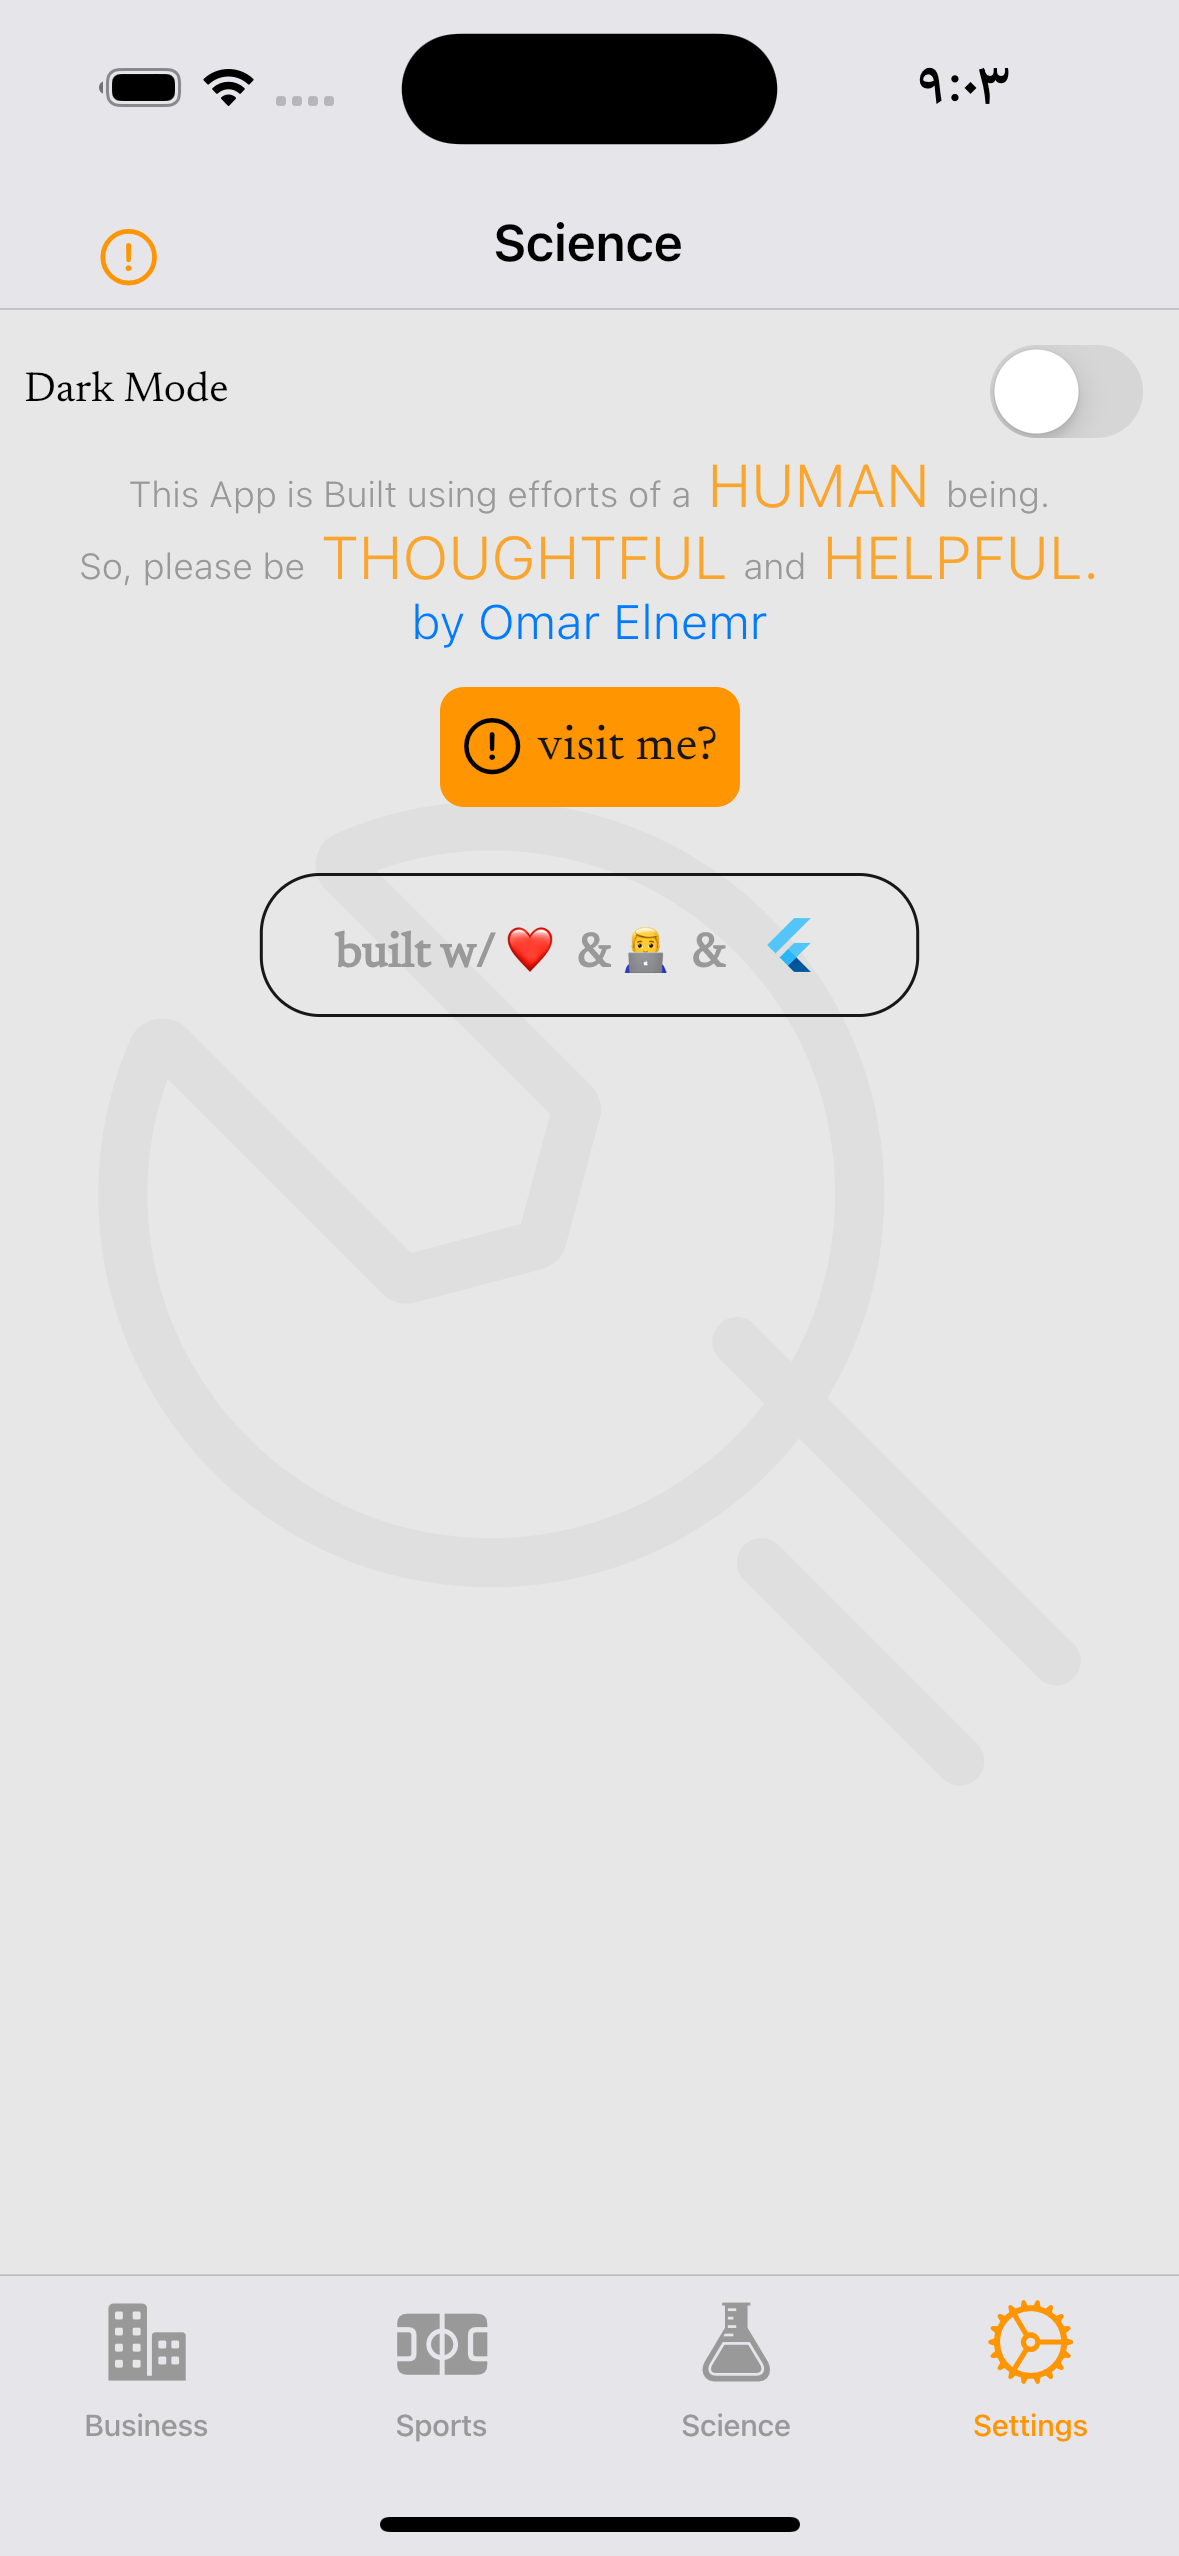 ٩:٠٣
Science
Dark Mode
This App is Built using efforts of a HUMAN being.
So, please be THOUGHTFUL and HELPFUL.
by Omar Elnemr
visit me?
built w/ ❤️ & 👨‍💻 &
Business
Sports
Science
Settings